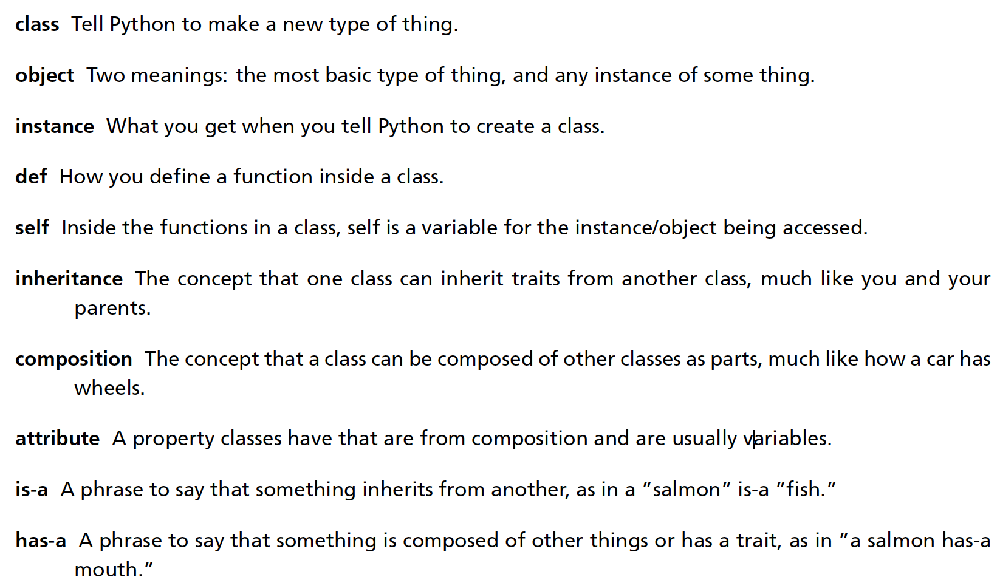 class Tell Python to make a new type of thing.
object Two meanings: the most basic type of thing, and any instance of some thing.
instance What you get when you tell Python to create a class.
def How you define a function inside a class.
self Inside the functions in a class, self is a variable for the instance/object being accessed.
inheritance The concept that one class can inherit traits from another class, much like you and your
parents.
composition The concept that a class can be composed of other classes as parts, much like how a car has
wheels.
attribute A property classes have that are from composition and are usually variables.
is-a A phrase to say that something inherits from another, as in a ”salmon” is-a ”fish.”
has-a A phrase to say that something is composed of other things or has a trait, as in ”a salmon has-a
mouth.”